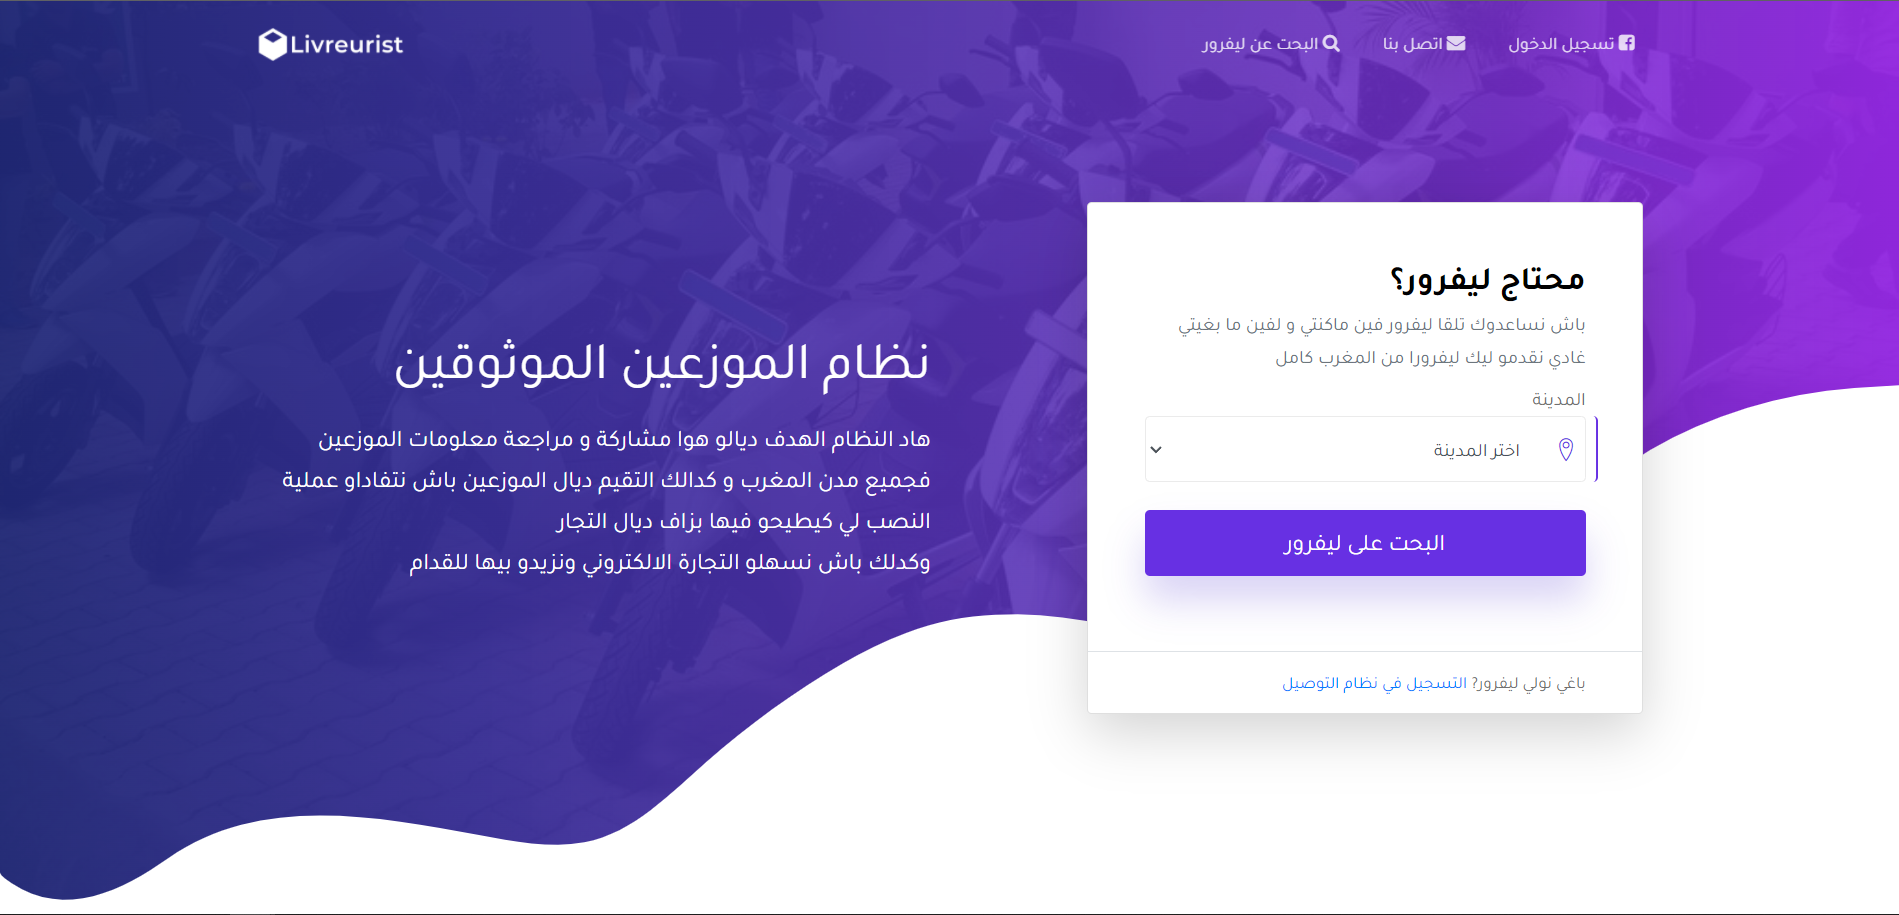 Livreurist
تسجيل الدخول
اتصل بنا
البحت عن ليفرور
محتاج ليفرور؟
باش نساعدوك تلقا ليفرور فين ماكنتي و لفين ما بغيتي
غادي نقدمو ليك ليفرورا من المغرب كامل
المدينة
اختر المدينة
البحت على ليفرور
باغي نولي ليفرور? التسجيل في نظام التوصيل
نظام الموزعين الموثوقين
هاد النظام الهدف ديالو هوا مشاركة و مراجعة معلومات الموزعين
فجميع مدن المغرب و كدالك التقيم ديال الموزعين باش نتفاداو عملية
النصب لي كيطيحو فيها بزاف ديال التجار
وكدلك باش نسهلو التجارة الالكتروني ونزيدو بيها للقدام